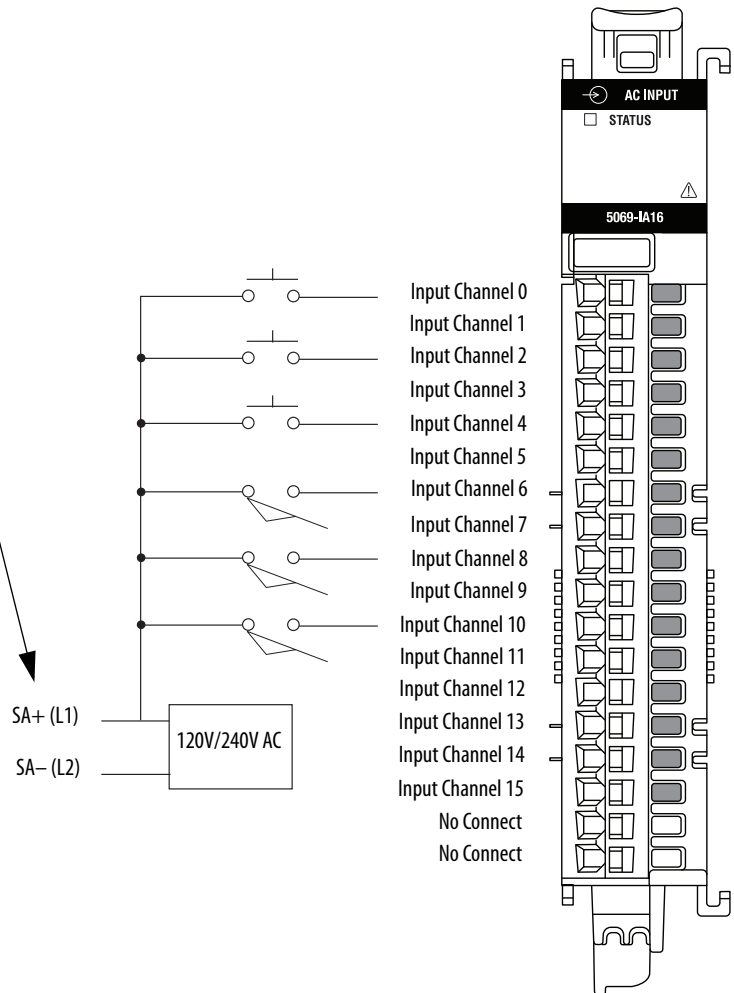 AC INPUT
STATUS
5069-IA16
Input Channel 0
Input Channel 1
Input Channel 2
Input Channel 3
Input Channel 4
Input Channel 5
Input Channel 6
Input Channel 7
Input Channel 8
Input Channel 9
Input Channel 10
Input Channel 11
Input Channel 12
Input Channel 13
Input Channel 14
Input Channel 15
No Connect
No Connect
SA+ (L1)
SA– (L2)
120V/240V AC